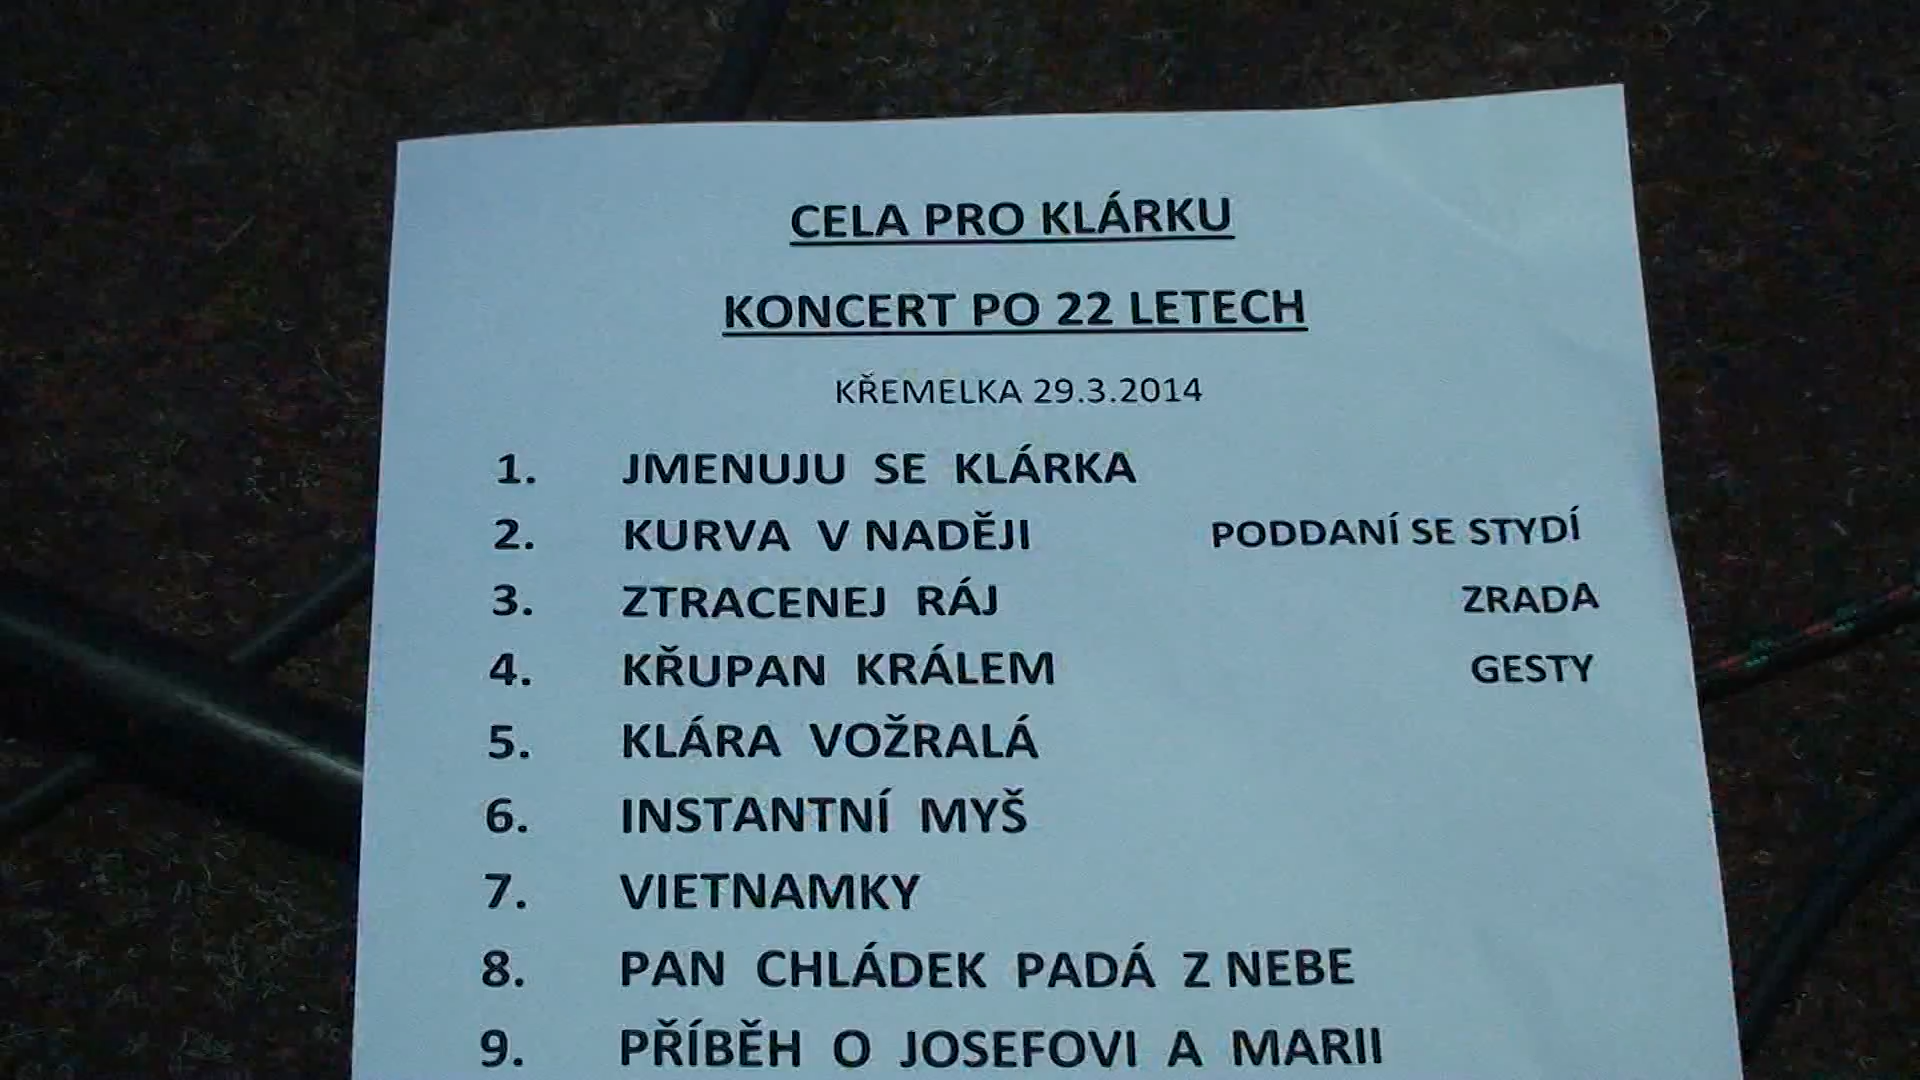 CELA PRO KLÁRKU
KONCERT PO 22 LETECH
KŘEMELKA 29.3.2014
1. JMENUJU SE KLÁRKA
2. KURVA V NADĚJI PODDANÍ SE STYDÍ
3. ZTRACENEJ RÁJ ZRADA
4. KŘUPAN KRÁLEM GESTY
5. KLÁRA VOŽRALÁ
6. INSTANTNÍ MYŠ
7. VIETNAMKY
8. PAN CHLÁDEK PADÁ Z NEBE
9. PŘÍBĚH O JOSEFOVI A MARII